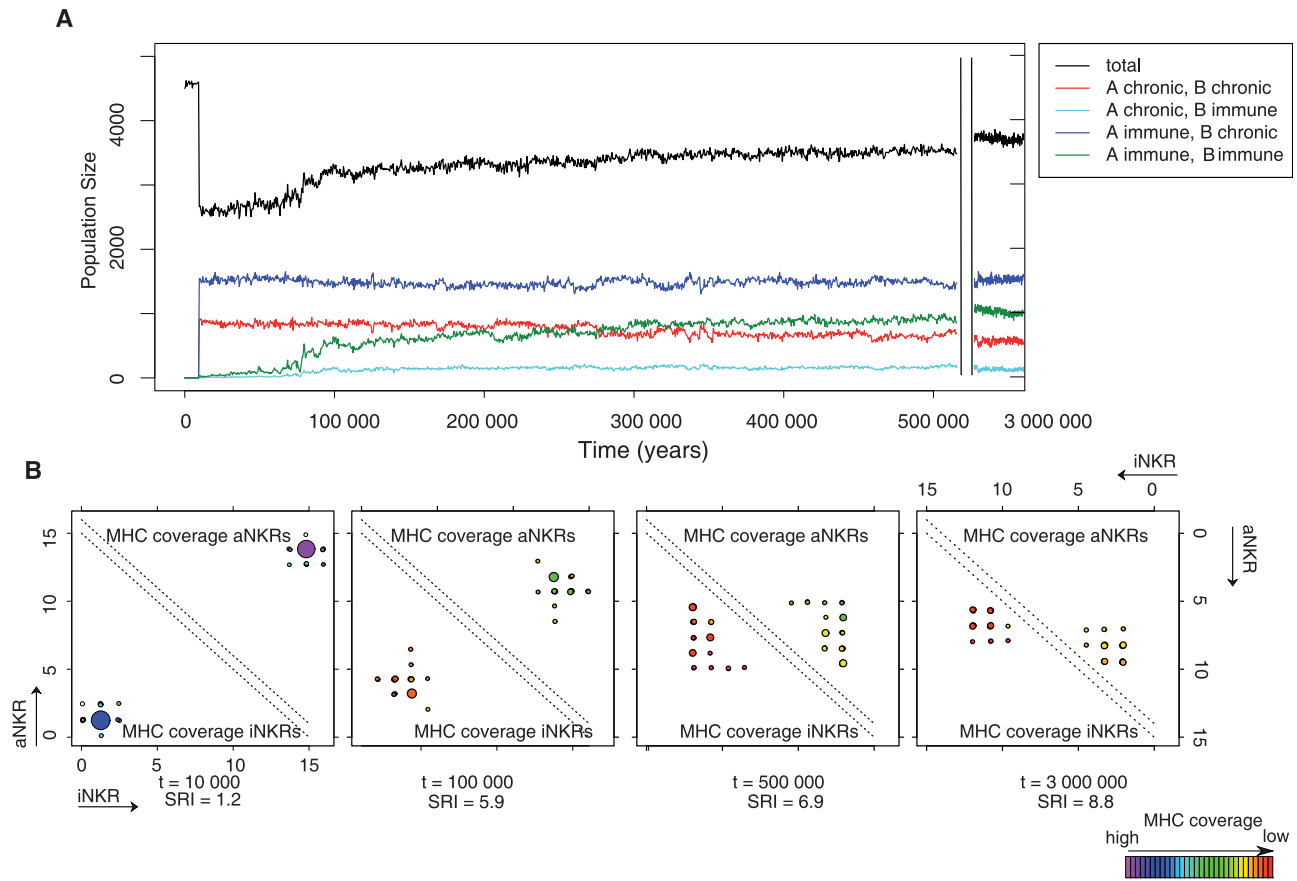 A
Population Size
0
2000
4000
0
100 000
200 000
300 000
400 000
500 000
3 000 000
Time (years)
total
A chronic, B chronic
A chronic, B immune
A immune, B chronic
A immune, B immune
B
iNKR
15
10
5
0
MHC coverage aNKRs
MHC coverage aNKRs
MHC coverage aNKRs
MHC coverage aNKRs
15
10
5
0
aNKR
0
5
10
15
aNKR
MHC coverage iNKRs
MHC coverage iNKRs
MHC coverage iNKRs
MHC coverage iNKRs
0
5
10
15
iNKR
t = 10 000
SRI = 1.2
t = 100 000
SRI = 5.9
t = 500 000
SRI = 6.9
t = 3 000 000
SRI = 8.8
MHC coverage
high
low